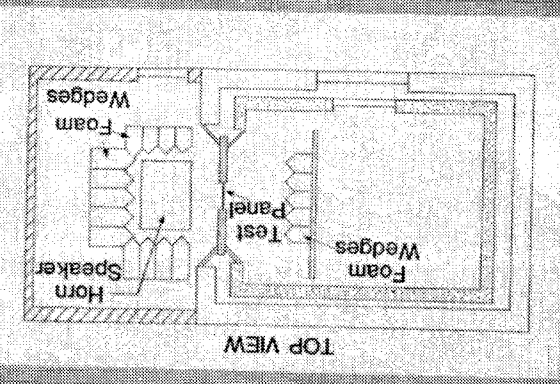 TOP VIEW
Horn
Speaker
Foam
Wedges
Test
Panel
Foam
Wedges